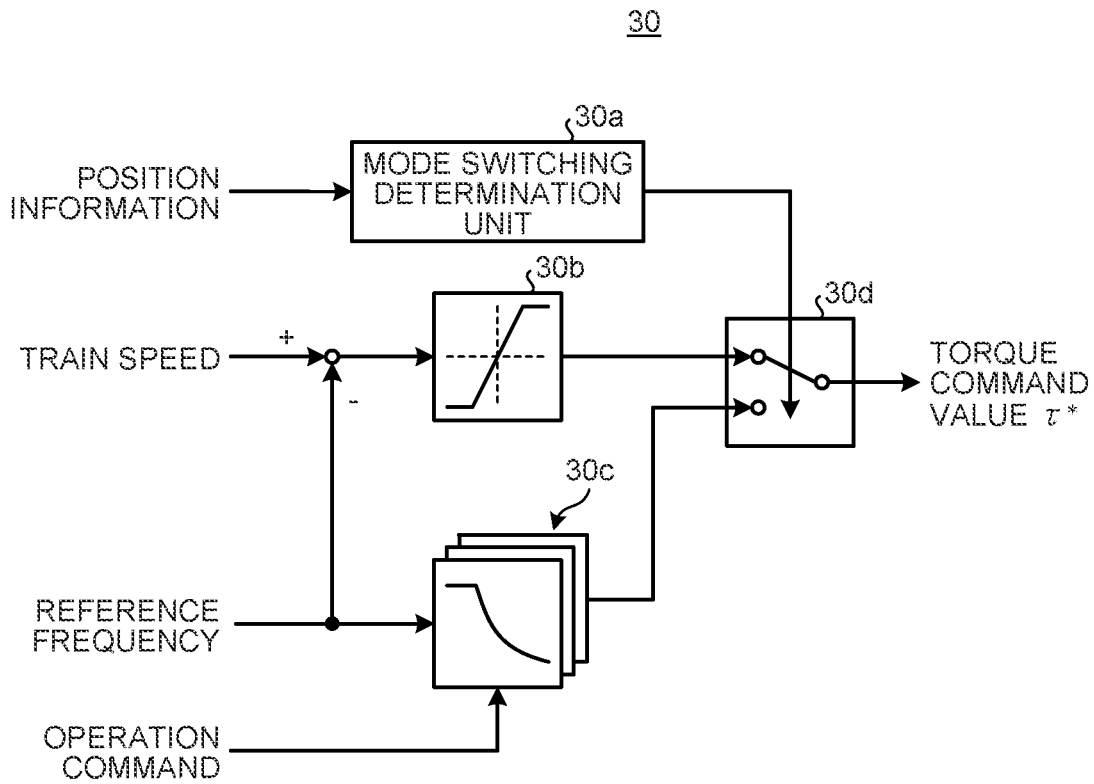 30
30a
POSITION
INFORMATION
MODE SWITCHING
DETERMINATION
UNIT
30b
30d
TRAIN SPEED
+
-
TORQUE
COMMAND
VALUE τ*
30c
REFERENCE
FREQUENCY
OPERATION
COMMAND